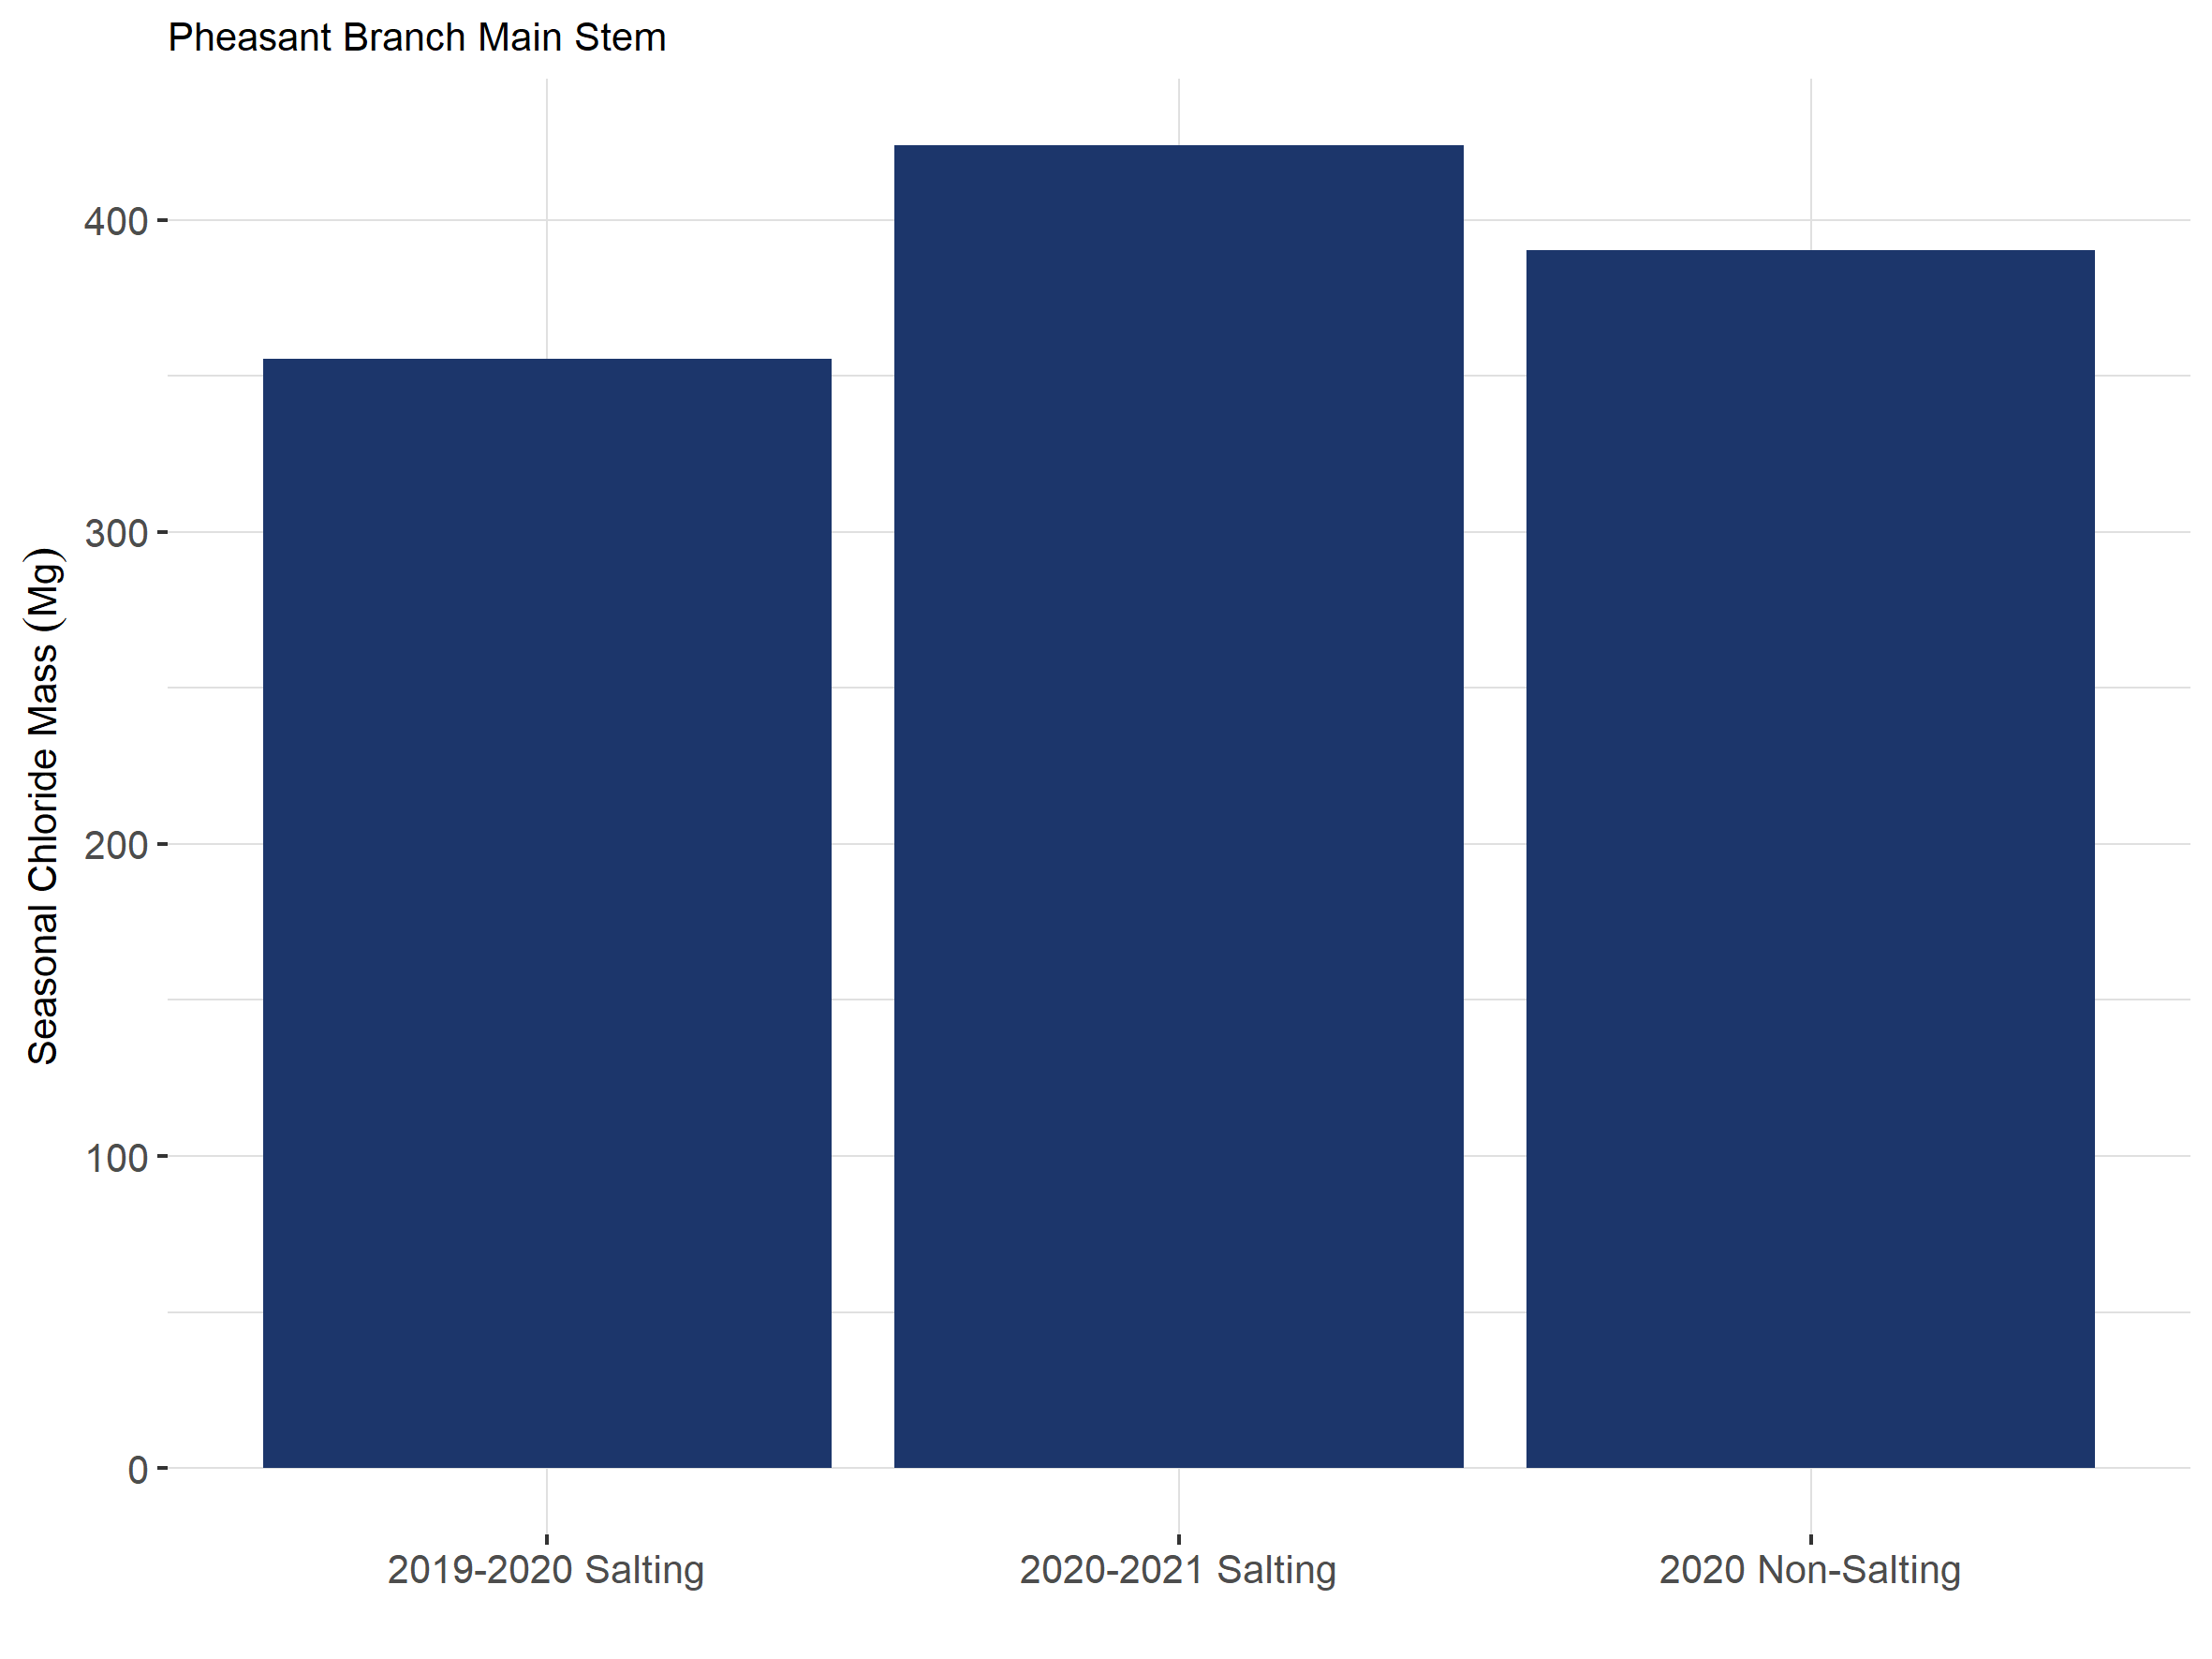 Pheasant Branch Main Stem
Seasonal Chloride Mass (Mg)
400
300
200
100
0
2019-2020 Salting
2020-2021 Salting
2020 Non-Salting